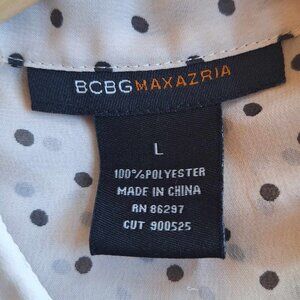 BCBGMAXAZRIA
L
100%POLYESTER
MADE IN CHINA
RN 86297
CUT 900525